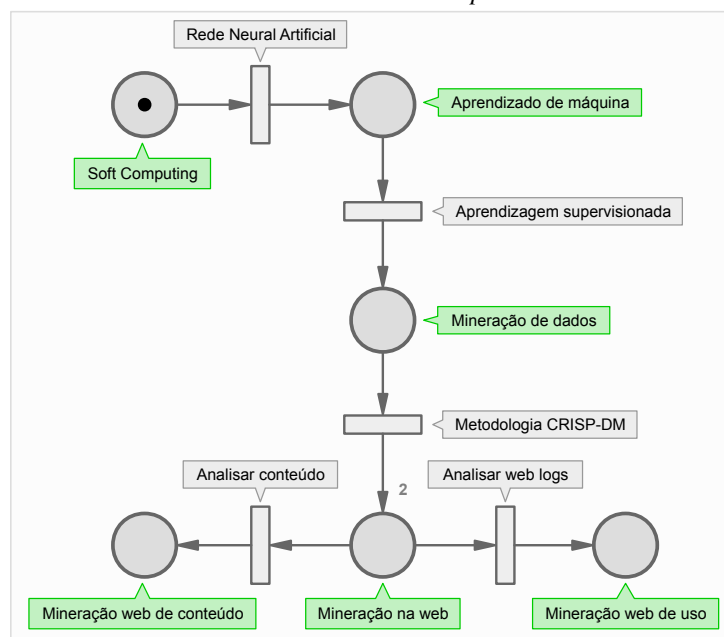 Rede Neural Artificial
Aprendizado de máquina
Soft Computing
Aprendizagem supervisionada
Mineração de dados
Metodologia CRISP-DM
Analisar conteúdo
2
Analisar web logs
Mineração web de conteúdo
Mineração na web
Mineração web de uso